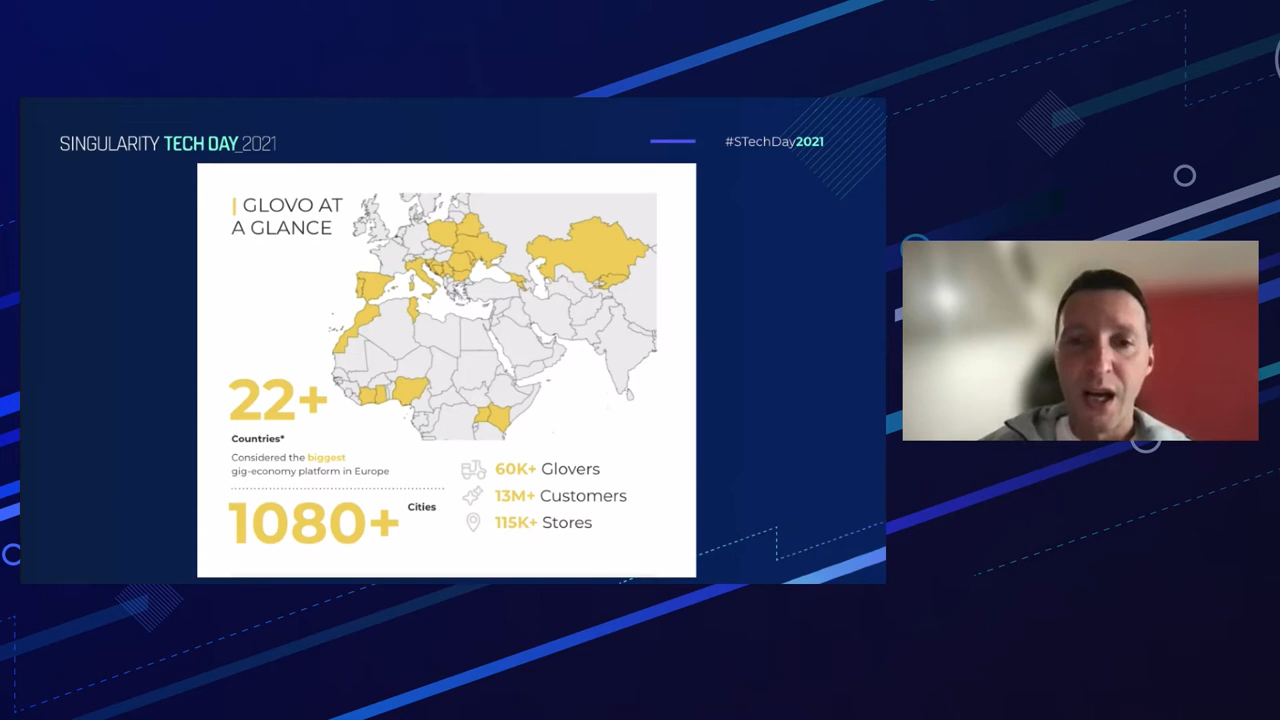 SINGULARITY TECH DAY_2021
#STechDay2021
| GLOVO AT
A GLANCE
22+
Countries*
Considered the biggest
gig-economy platform in Europe
1080+ Cities
60K+ Glovers
13M+ Customers
115K+ Stores